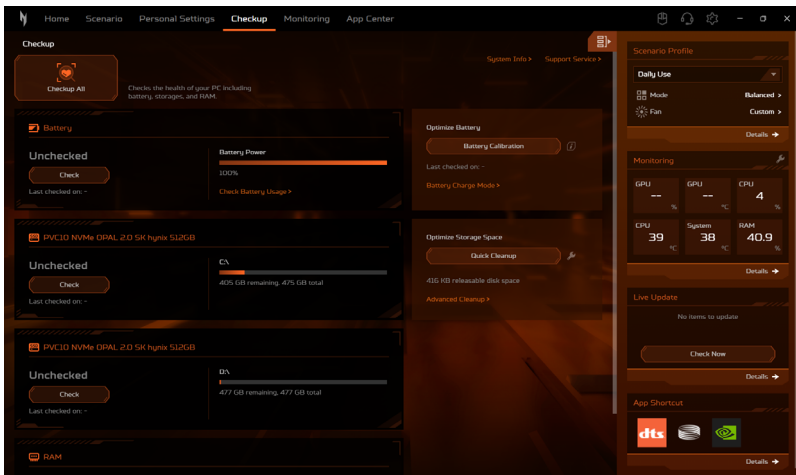 Home Scenario Personal Settings Checkup Monitoring App Center
Checkup
Checkup All
Checks the health of your PC including
battery, storages, and RAM.
System Info > Support Service >
Battery
Unchecked
Check
Last checked on: -
Battery Power
100%
Check Battery Usage >
Optimize Battery
Battery Calibration
Last checked on: -
Battery Charge Mode >
PVC10 NVMe OPAL 2.0 SK hynix 512GB
Unchecked
Check
Last checked on: -
C:\
405 GB remaining, 475 GB total
Optimize Storage Space
Quick Cleanup
416 KB releasable disk space
Advanced Cleanup >
PVC10 NVMe OPAL 2.0 SK hynix 512GB
Unchecked
Check
Last checked on: -
D:\
477 GB remaining, 477 GB total
RAM
Scenario Profile
Daily Use
Mode Balanced >
Fan Custom >
Details
Monitoring
GPU GPU CPU
-- -- 4
% °C %
CPU System RAM
39 38 40.9
°C °C %
Details
Live Update
No items to update
Check Now
Details
App Shortcut
dts
Details